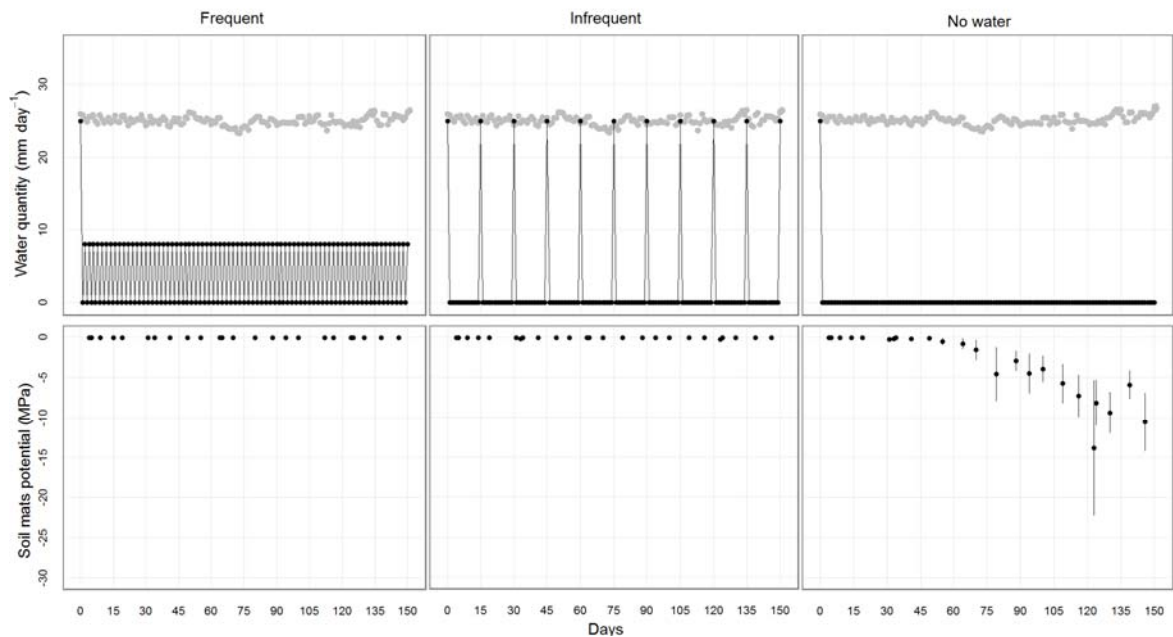 Frequent Infrequent No water
Water quantity (mm day⁻¹)
30
20
10
0
Soil mats potential (MPa)
0
-5
-10
-15
-20
-25
-30
0 15 30 45 60 75 90 105 120 135 150 0 15 30 45 60 75 90 105 120 135 150 0 15 30 45 60 75 90 105 120 135 150
Days